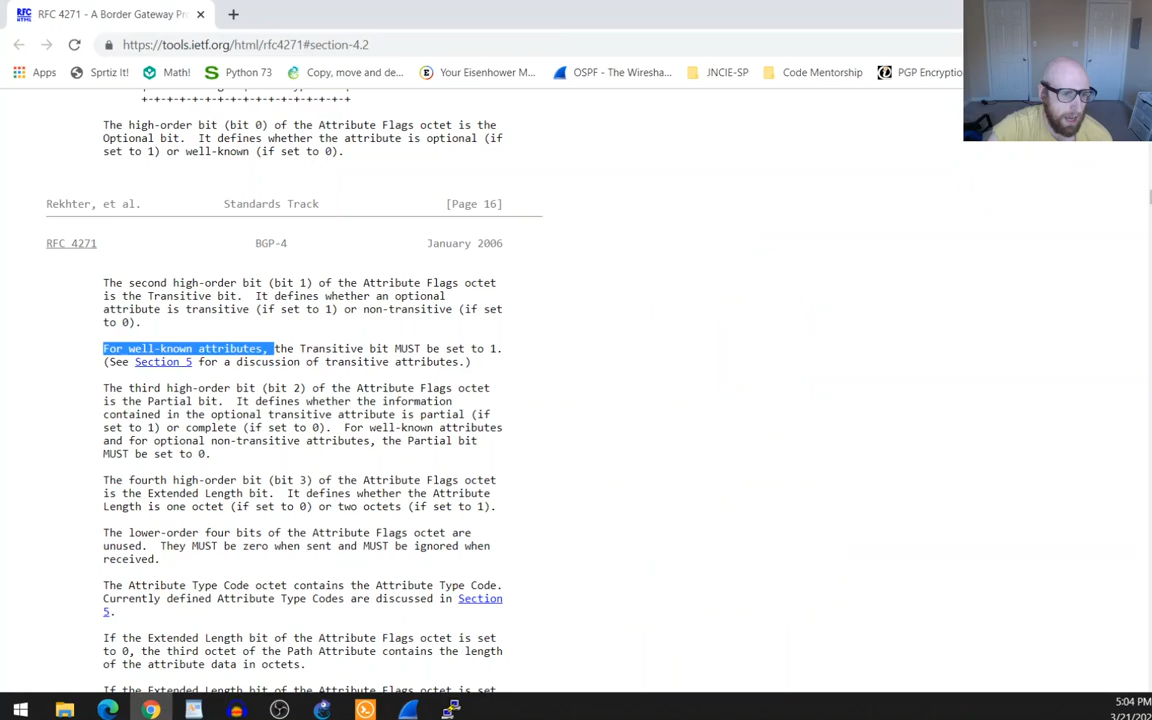 RFC 4271 - A Border Gateway Pr
https://tools.ietf.org/html/rfc4271#section-4.2
Apps Sprtiz It! Math! Python 73 Copy, move and de... Your Eisenhower M... OSPF - The Wiresha... JNCIE-SP Code Mentorship PGP Encryptio
+-+-+-+-+-+-+-+-+-+-+-+-+-+-+-+-+
The high-order bit (bit 0) of the Attribute Flags octet is the
Optional bit.  It defines whether the attribute is optional (if
set to 1) or well-known (if set to 0).
Rekhter, et al. Standards Track [Page 16]
RFC 4271 BGP-4 January 2006
The second high-order bit (bit 1) of the Attribute Flags octet
is the Transitive bit.  It defines whether an optional
attribute is transitive (if set to 1) or non-transitive (if set
to 0).
For well-known attributes, the Transitive bit MUST be set to 1.
(See Section 5 for a discussion of transitive attributes.)
The third high-order bit (bit 2) of the Attribute Flags octet
is the Partial bit.  It defines whether the information
contained in the optional transitive attribute is partial (if
set to 1) or complete (if set to 0).  For well-known attributes
and for optional non-transitive attributes, the Partial bit
MUST be set to 0.
The fourth high-order bit (bit 3) of the Attribute Flags octet
is the Extended Length bit.  It defines whether the Attribute
Length is one octet (if set to 0) or two octets (if set to 1).
The lower-order four bits of the Attribute Flags octet are
unused.  They MUST be zero when sent and MUST be ignored when
received.
The Attribute Type Code octet contains the Attribute Type Code.
Currently defined Attribute Type Codes are discussed in Section
5.
If the Extended Length bit of the Attribute Flags octet is set
to 0, the third octet of the Path Attribute contains the length
of the attribute data in octets.
If the Extended Length bit of the Attribute Flags octet is set
5:04 PM
3/21/202